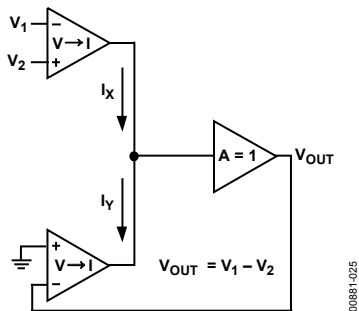 V1
V2
–
+
V→I
IX
A = 1
VOUT
IY
+
–
V→I
VOUT = V1 – V2
00881-025